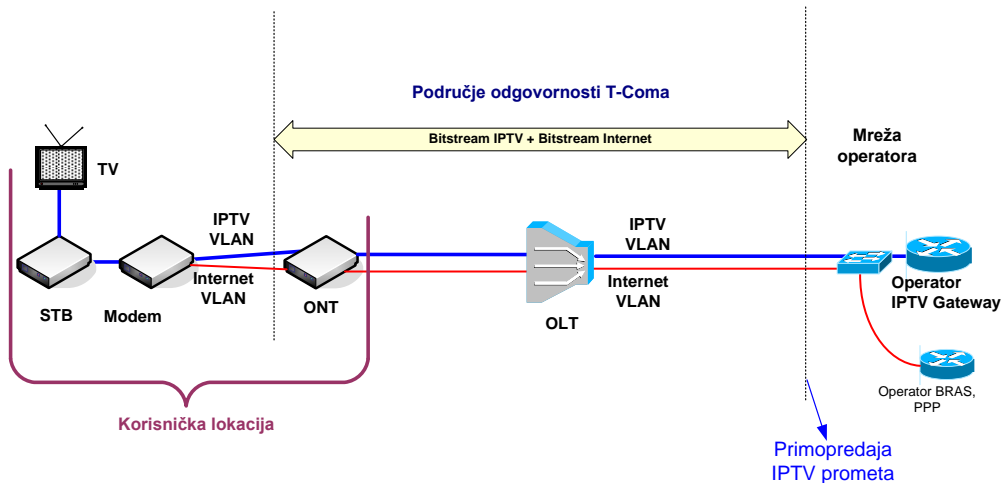 Područje odgovornosti T-Coma
Bitstream IPTV + Bitstream Internet
Mreža
operatora
TV
IPTV
VLAN
Internet
VLAN
STB
Modem
ONT
OLT
IPTV
VLAN
Internet
VLAN
Operator
IPTV Gateway
Operator BRAS,
PPP
Korisnička lokacija
Primopredaja
IPTV prometa